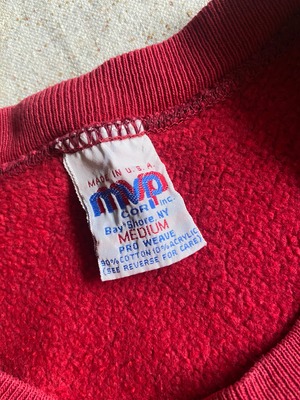 MADE IN U.S.A.
mvp
CORP inc.
Bay Shore, NY
MEDIUM
PRO WEAVE
90% COTTON 10% ACRYLIC
(SEE REVERSE FOR CARE)